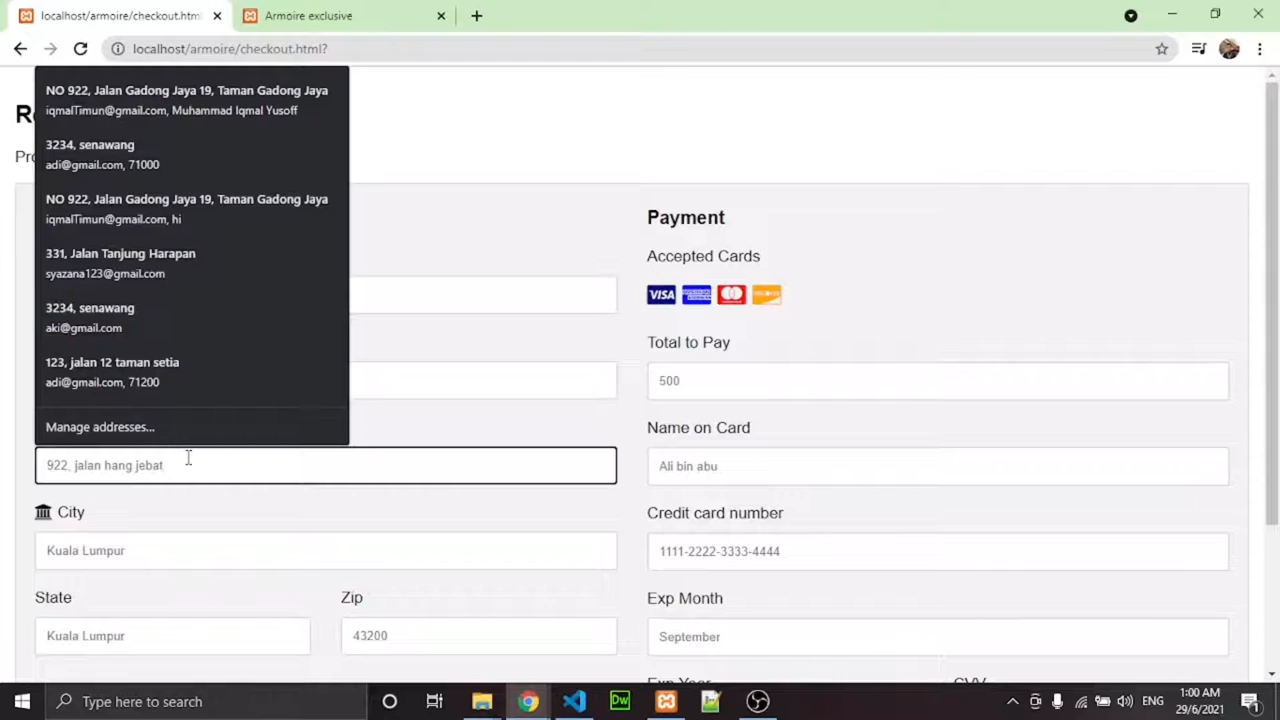 localhost/armoire/checkout.html
Armoire exclusive
localhost/armoire/checkout.html?
NO 922, Jalan Gadong Jaya 19, Taman Gadong Jaya
iqmalTimun@gmail.com, Muhammad Iqmal Yusoff
3234, senawang
adi@gmail.com, 71000
NO 922, Jalan Gadong Jaya 19, Taman Gadong Jaya
iqmalTimun@gmail.com, hi
331, Jalan Tanjung Harapan
syazana123@gmail.com
3234, senawang
aki@gmail.com
123, jalan 12 taman setia
adi@gmail.com, 71200
Manage addresses...
922, jalan hang jebat
City
Kuala Lumpur
State
Zip
Kuala Lumpur
43200
Payment
Accepted Cards
VISA
Total to Pay
500
Name on Card
Ali bin abu
Credit card number
1111-2222-3333-4444
Exp Month
September
Exp Year
CVV
Type here to search
Dw
ENG
1:00 AM
29/6/2021